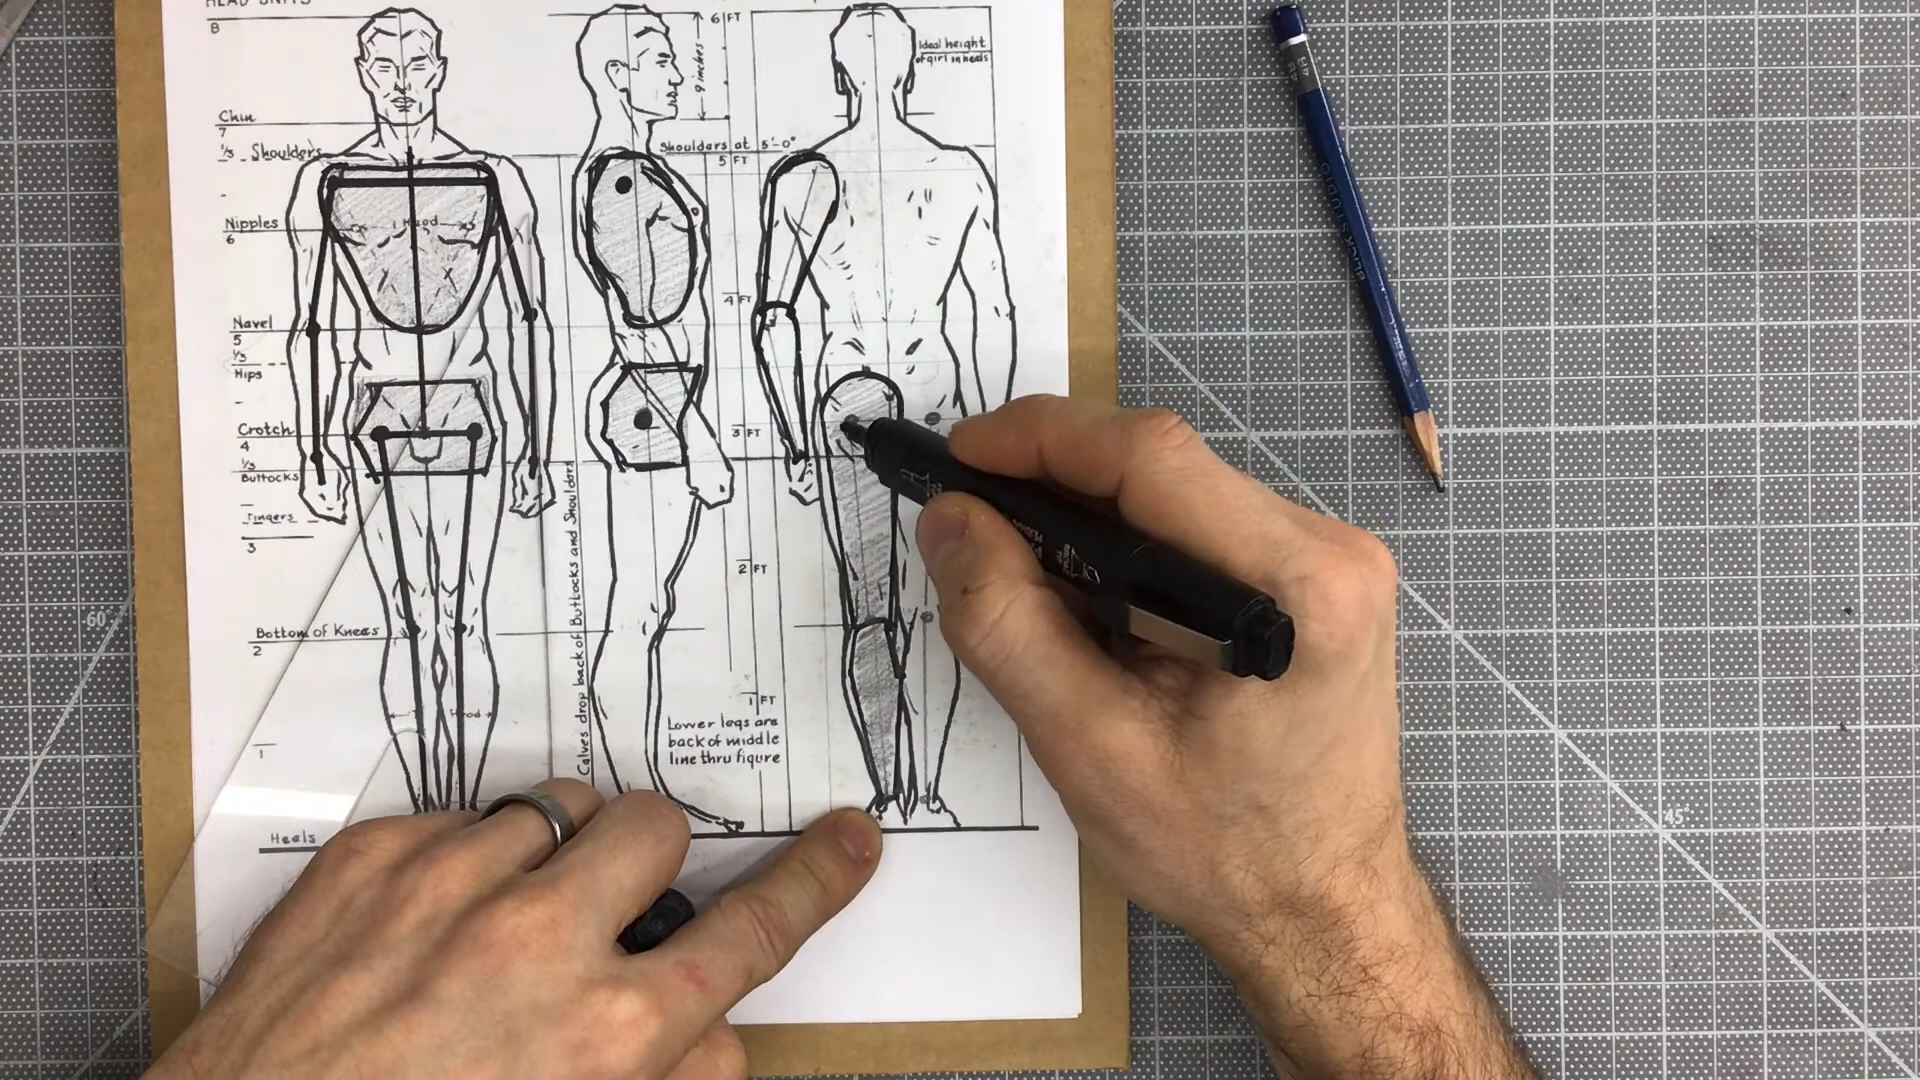 HEAD UNITS
8
Chin
7
1/3
Shoulders
Nipples
6
Navel
5
1/3
Hips
Crotch
4
1/3
Buttocks
Fingers
3
Bottom of Knees
2
1
Heels
Head
Head
Calves drop back of Buttocks and Shoulders
9 inches
6 FT
Shoulders at 5'-0"
5 FT
4 FT
3 FT
2 FT
1 FT
Lower legs are
back of middle
line thru figure
Ideal height
of girl in heels
60°
45°